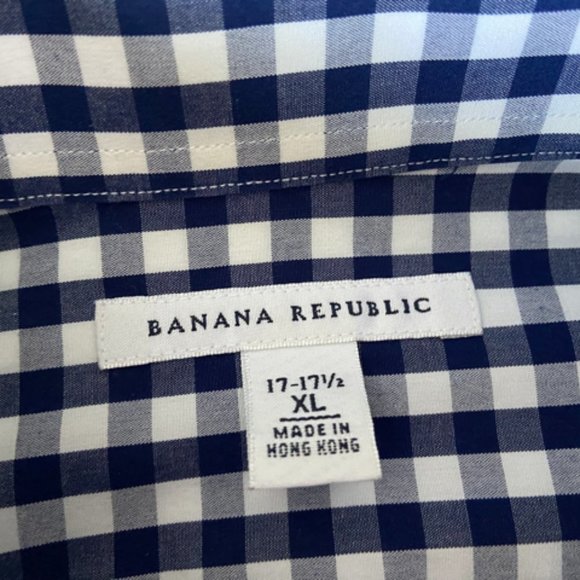 BANANA REPUBLIC
17-17½
XL
MADE IN
HONG KONG